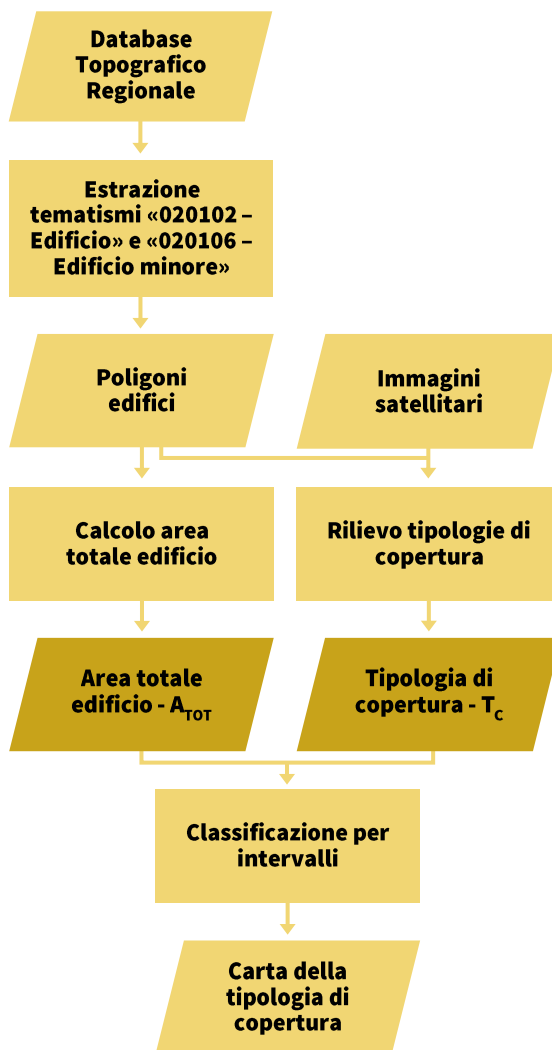 Database
Topografico
Regionale
Estrazione
tematismi «020102 –
Edificio» e «020106 –
Edificio minore»
Poligoni
edifici
Immagini
satellitari
Calcolo area
totale edificio
Rilievo tipologie di
copertura
Area totale
edificio - ATOT
Tipologia di
copertura - TC
Classificazione per
intervalli
Carta della
tipologia di
copertura